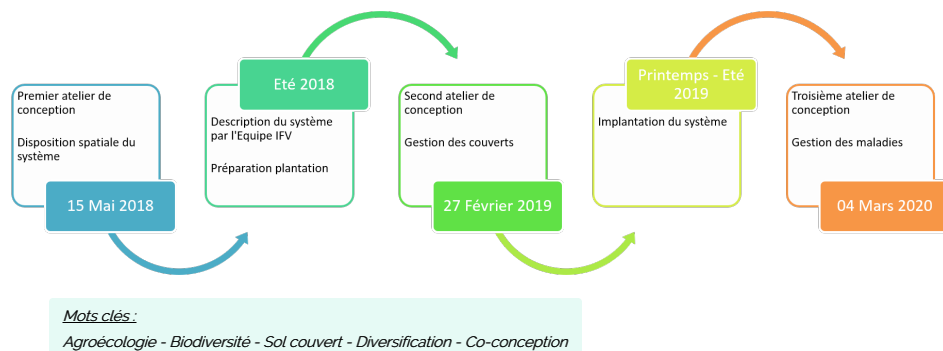 Premier atelier de
conception
Disposition spatiale du
système
15 Mai 2018
Eté 2018
Description du système
par l'Equipe IFV
Préparation plantation
Second atelier de
conception
Gestion des couverts
27 Février 2019
Printemps - Eté
2019
Implantation du système
Troisième atelier de
conception
Gestion des maladies
04 Mars 2020
Mots clés :
Agroécologie - Biodiversité - Sol couvert - Diversification - Co-conception